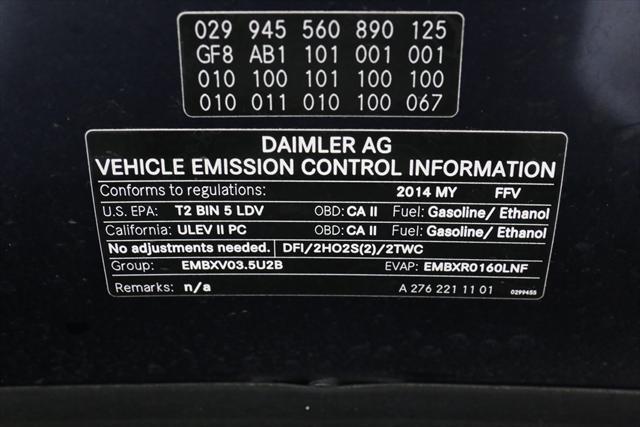 029 945 560 890 125
GF8 AB1 101 001 001
010 100 101 100 100
010 011 010 100 067
DAIMLER AG
VEHICLE EMISSION CONTROL INFORMATION
Conforms to regulations: 2014 MY FFV
U.S. EPA: T2 BIN 5 LDV OBD: CA II Fuel: Gasoline/ Ethanol
California: ULEV II PC OBD: CA II Fuel: Gasoline/ Ethanol
No adjustments needed. DFI/2HO2S(2)/2TWC
Group: EMBXV03.5U2B EVAP: EMBXR0160LNF
Remarks: n/a A 276 221 11 01 0299455